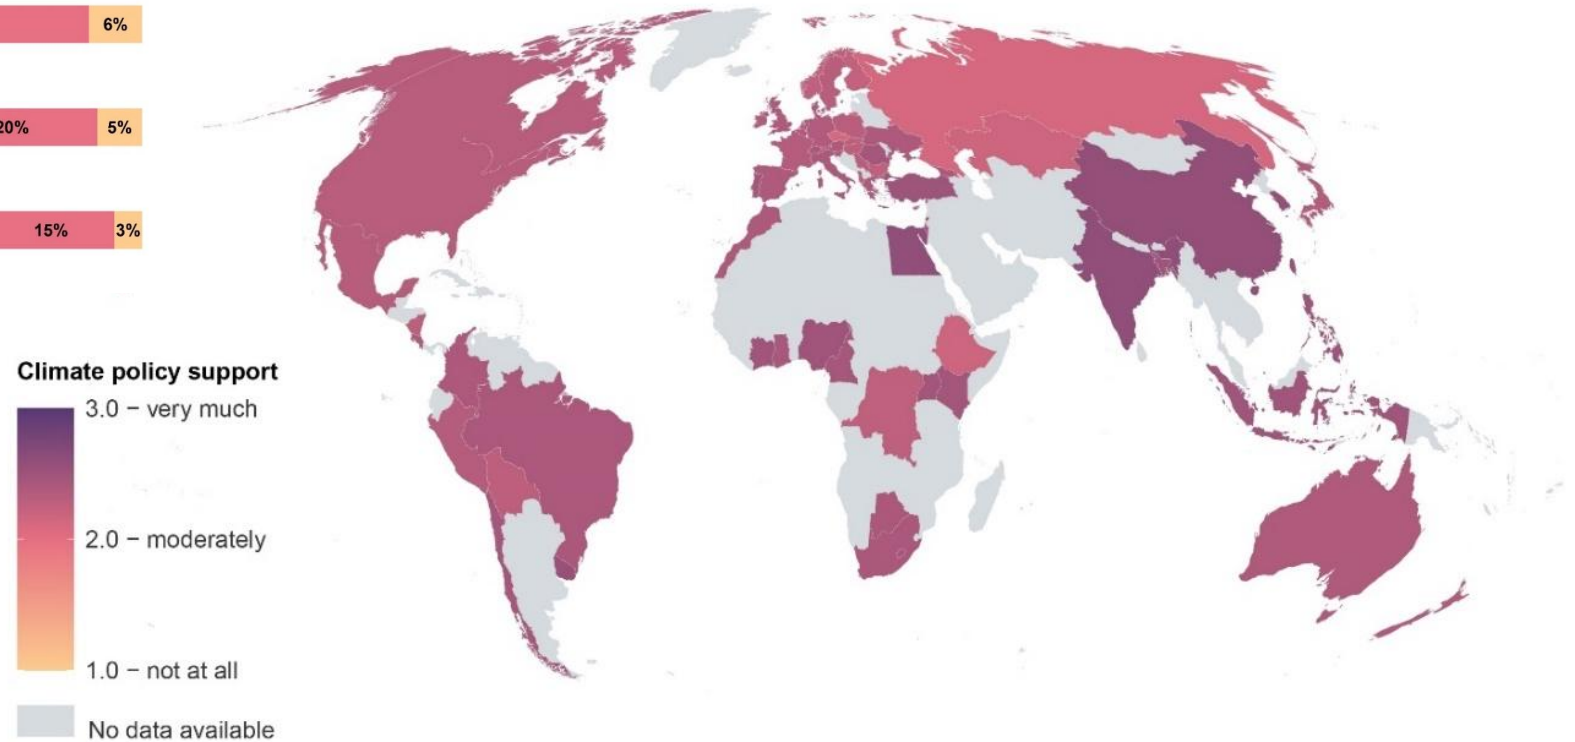 6%
20% 5%
15% 3%
Climate policy support
3.0 – very much
2.0 – moderately
1.0 – not at all
No data available